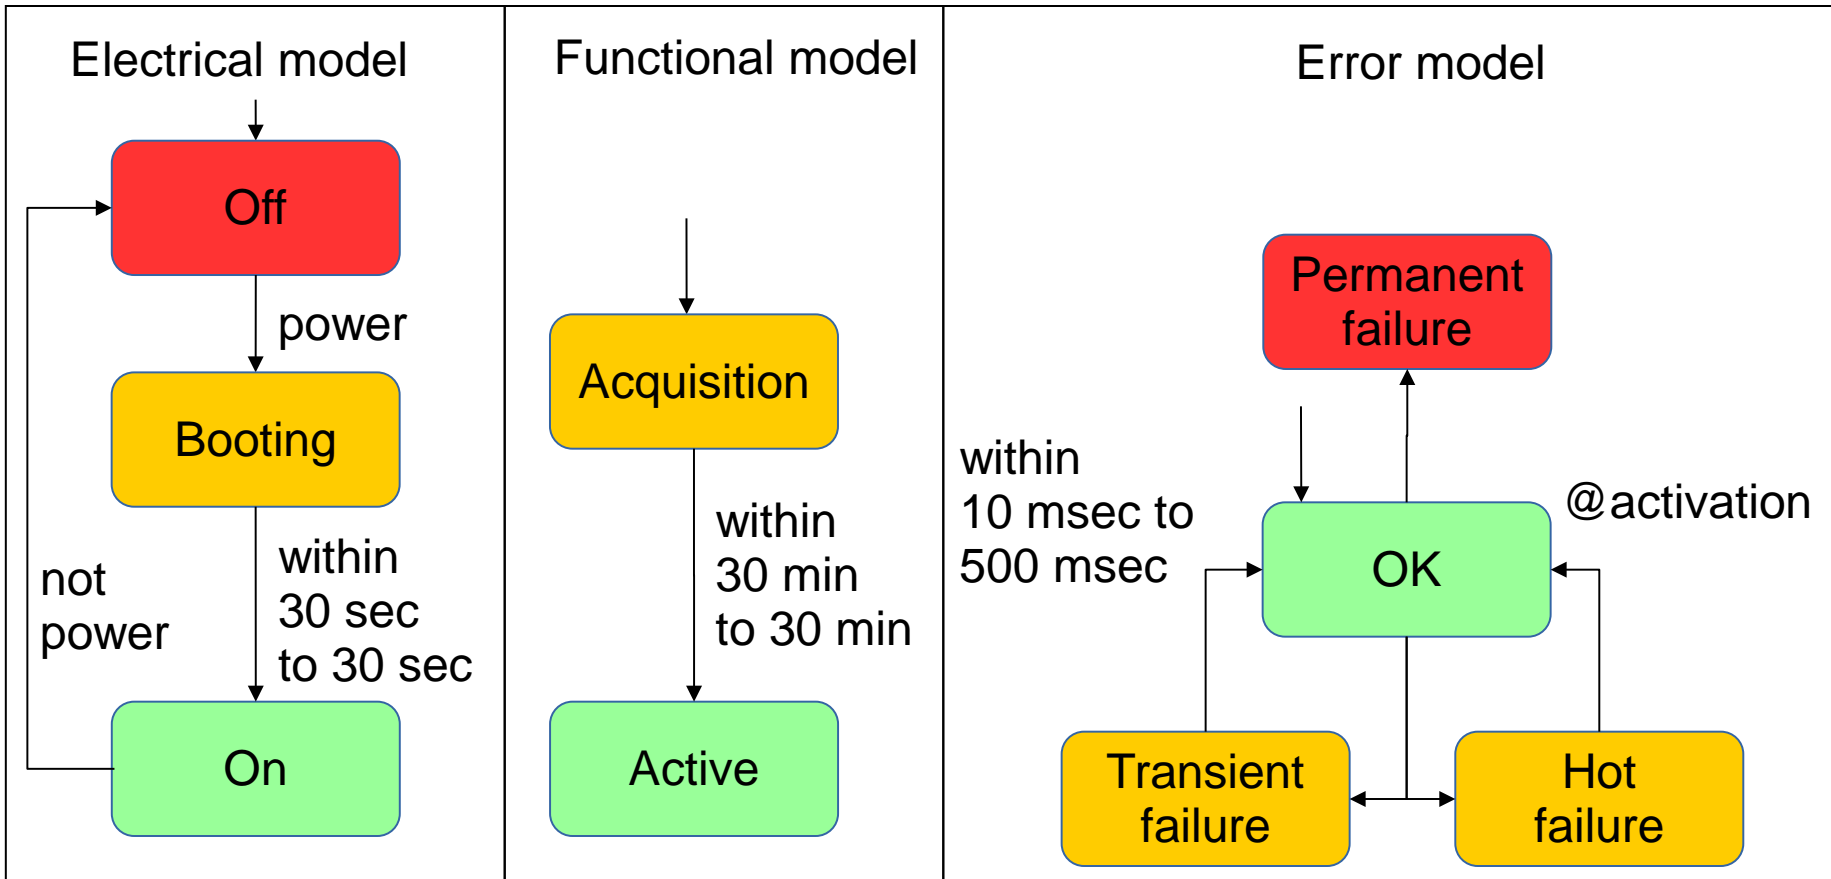 Electrical model
Off
power
Booting
within
30 sec
to 30 sec
not
power
On
Functional model
Acquisition
within
30 min
to 30 min
Active
Error model
Permanent
failure
within
10 msec to
500 msec
@activation
OK
Transient
failure
Hot
failure